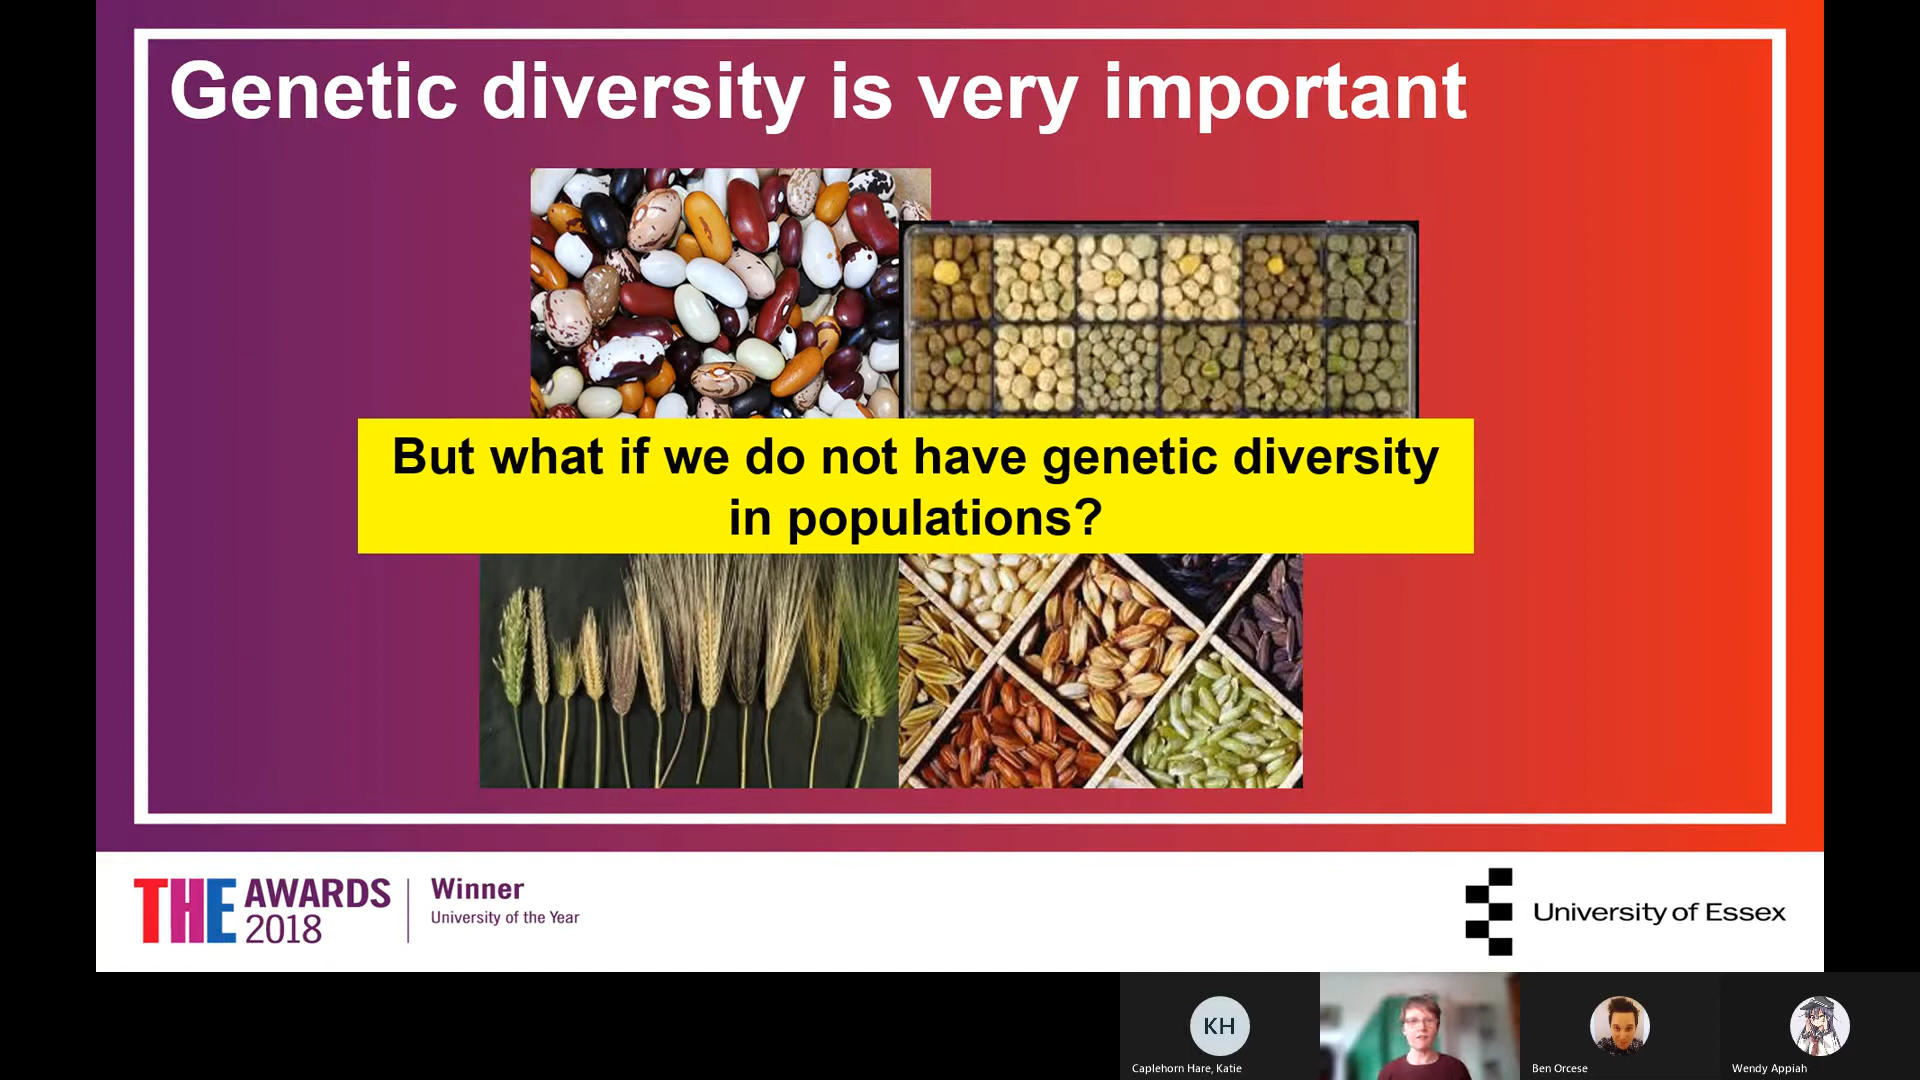 Genetic diversity is very important
But what if we do not have genetic diversity
in populations?
THE AWARDS
2018
Winner
University of the Year
University of Essex
KH
Caplehorn Hare, Katie
Ben Orcese
Wendy Appiah